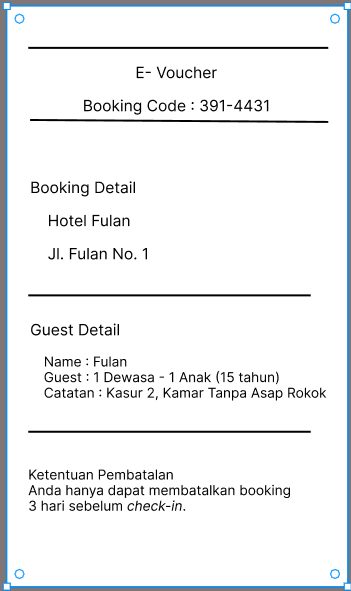 E- Voucher
Booking Code : 391-4431
Booking Detail
Hotel Fulan
Jl. Fulan No. 1
Guest Detail
Name : Fulan
Guest : 1 Dewasa - 1 Anak (15 tahun)
Catatan : Kasur 2, Kamar Tanpa Asap Rokok
Ketentuan Pembatalan
Anda hanya dapat membatalkan booking
3 hari sebelum check-in.